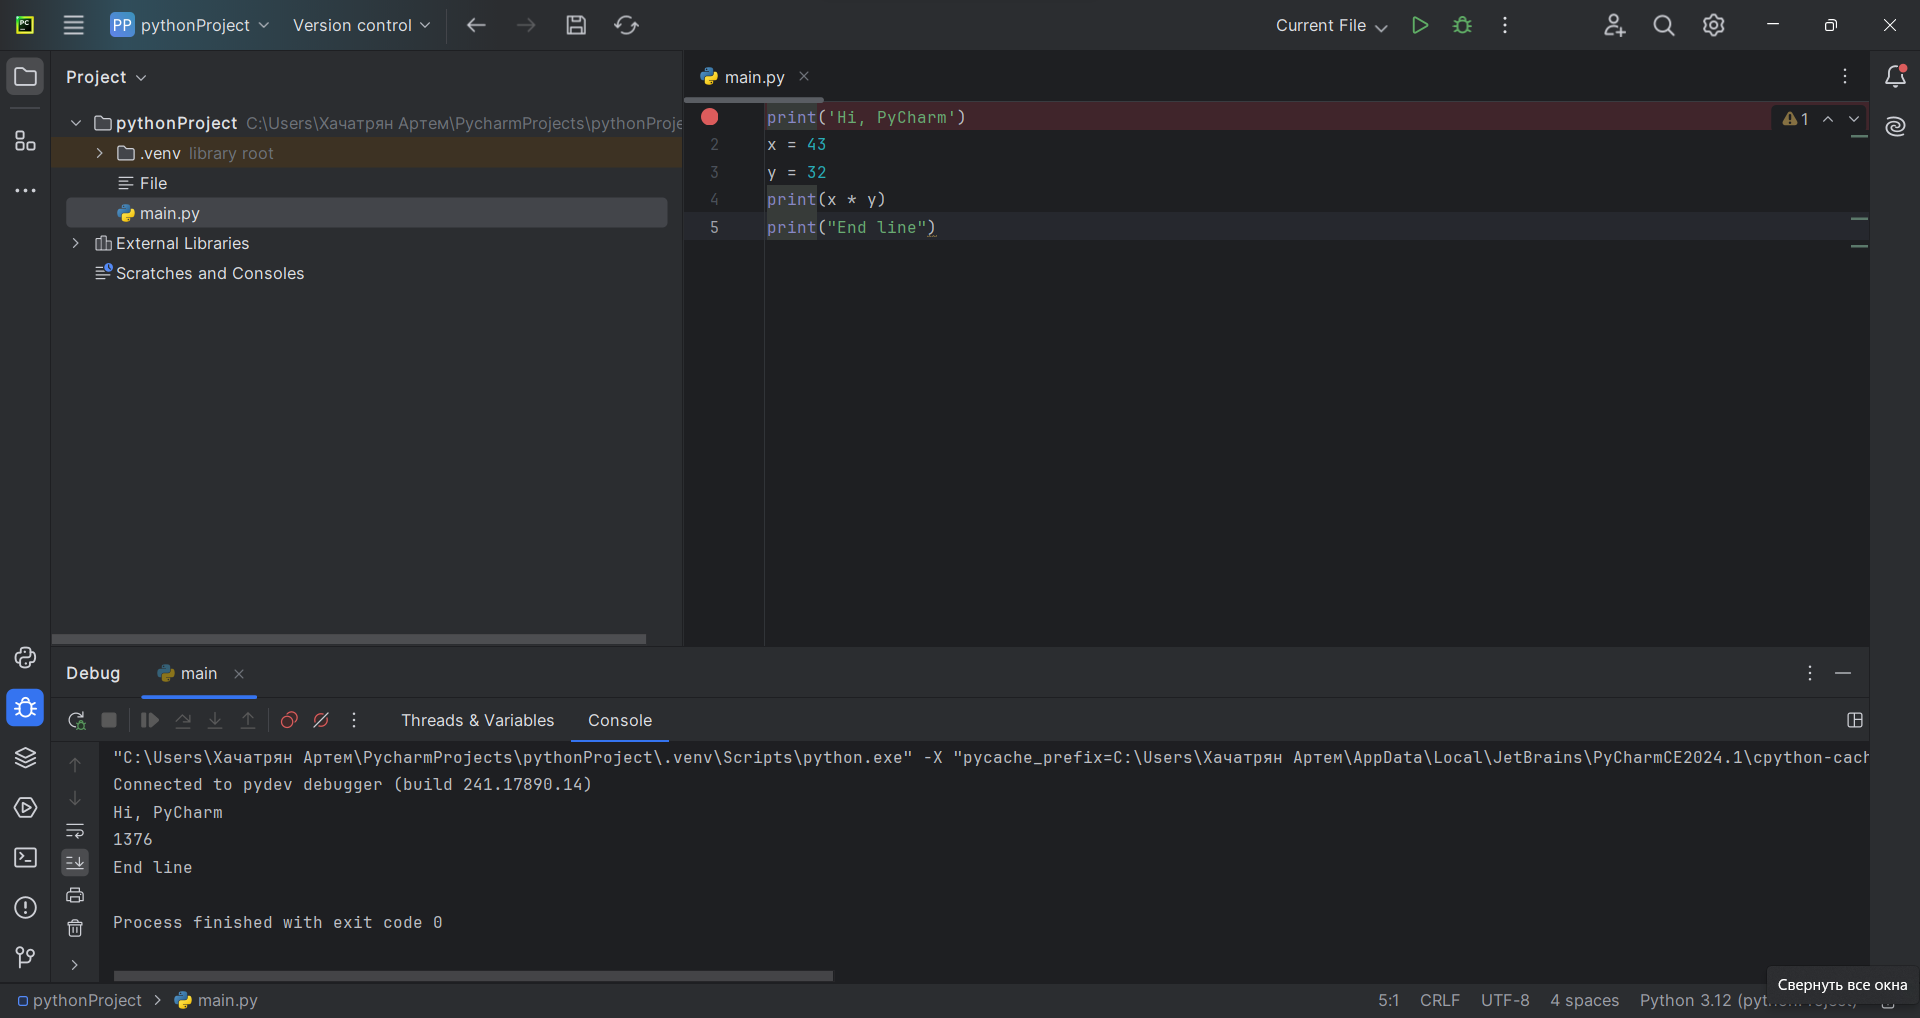 PC
PP pythonProject Version control Current File
Project
main.py
pythonProject C:\Users\Хачатрян Артем\PycharmProjects\pythonProje
.venv library root
File
main.py
External Libraries
Scratches and Consoles
print('Hi, PyCharm') 1
2 x = 43
3 y = 32
4 print(x * y)
5 print("End line")
Debug main
Threads & Variables Console
"C:\Users\Хачатрян Артем\PycharmProjects\pythonProject\.venv\Scripts\python.exe" -X "pycache_prefix=C:\Users\Хачатрян Артем\AppData\Local\JetBrains\PyCharmCE2024.1\cpython-cach
Connected to pydev debugger (build 241.17890.14)
Hi, PyCharm
1376
End line
Process finished with exit code 0
Свернуть все окна
pythonProject > main.py 5:1 CRLF UTF-8 4 spaces Python 3.12